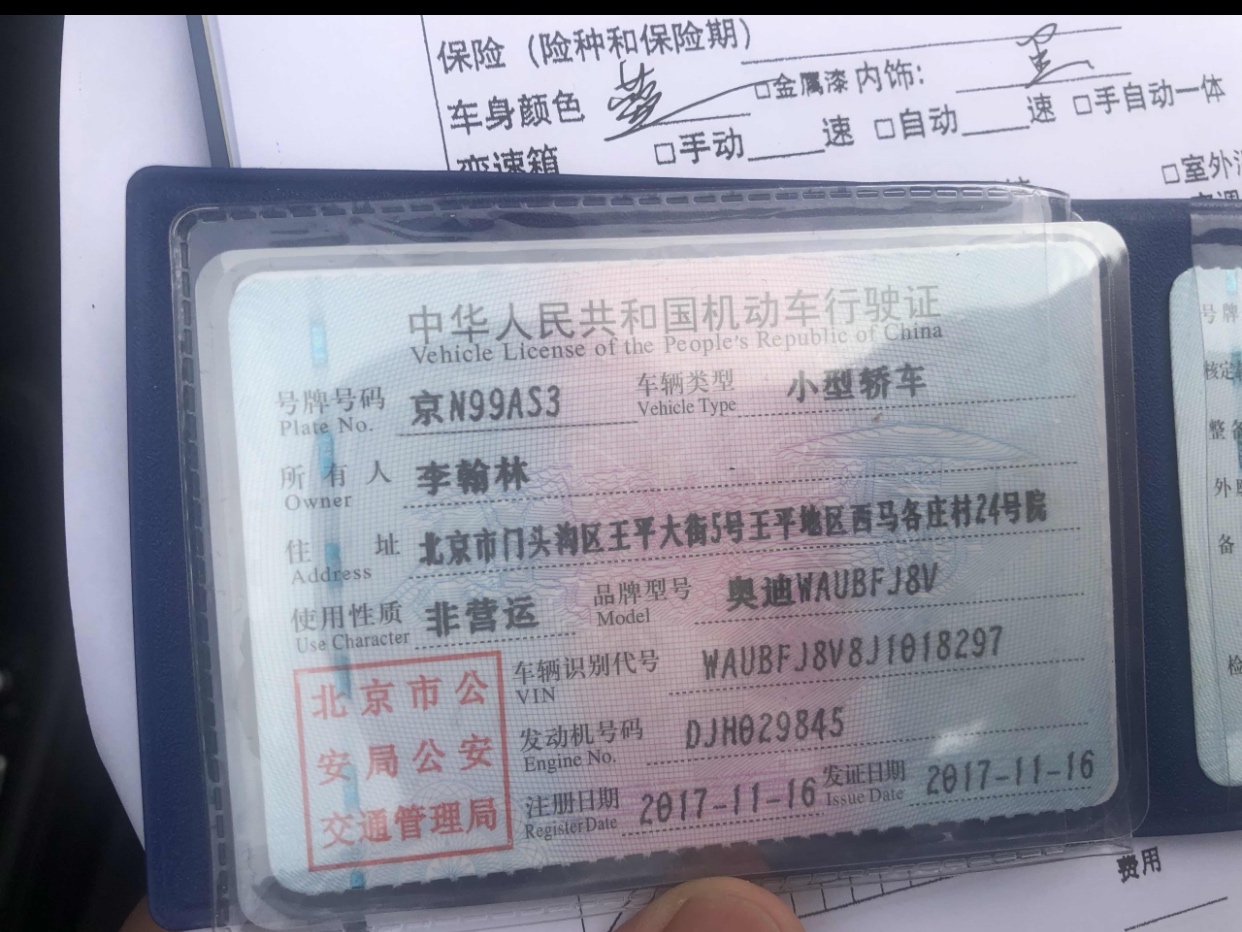 保险（险种和保险期）
车身颜色 □金属漆 内饰:
变速箱 □手动____速 □自动____速 □手自动一体
□室外
中华人民共和国机动车行驶证
Vehicle License of the People's Republic of China
号牌号码 京N99AS3 车辆类型 小型轿车
Plate No. Vehicle Type
所有人 李翰林
Owner
住址 北京市门头沟区王平大街5号王平地区西马各庄村24号院
Address
使用性质 非营运 品牌型号 奥迪WAUBFJ8V
Use Character Model
北京市公
安局公安
交通管理局
车辆识别代号 WAUBFJ8V8J1018297
VIN
发动机号码 DJH029845
Engine No.
注册日期 2017-11-16 发证日期 2017-11-16
Register Date Issue Date
号牌
核定
整备
外
备
检
费用